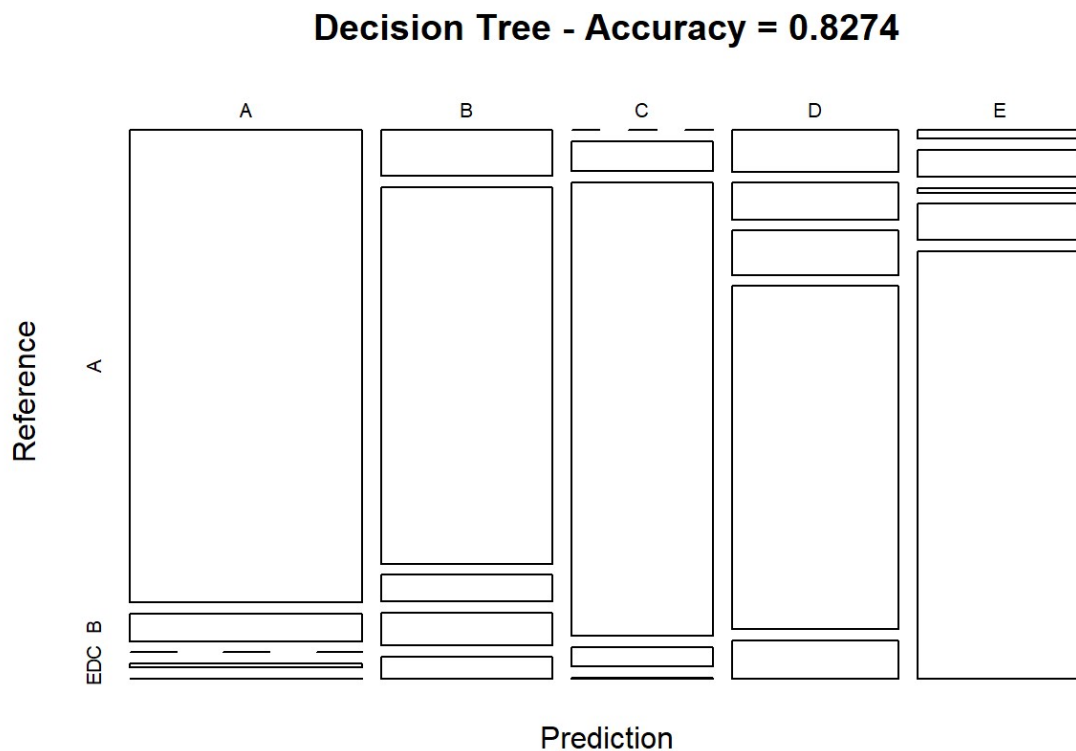 Decision Tree - Accuracy = 0.8274
A B C D E
Reference
A
B
EDC
Prediction